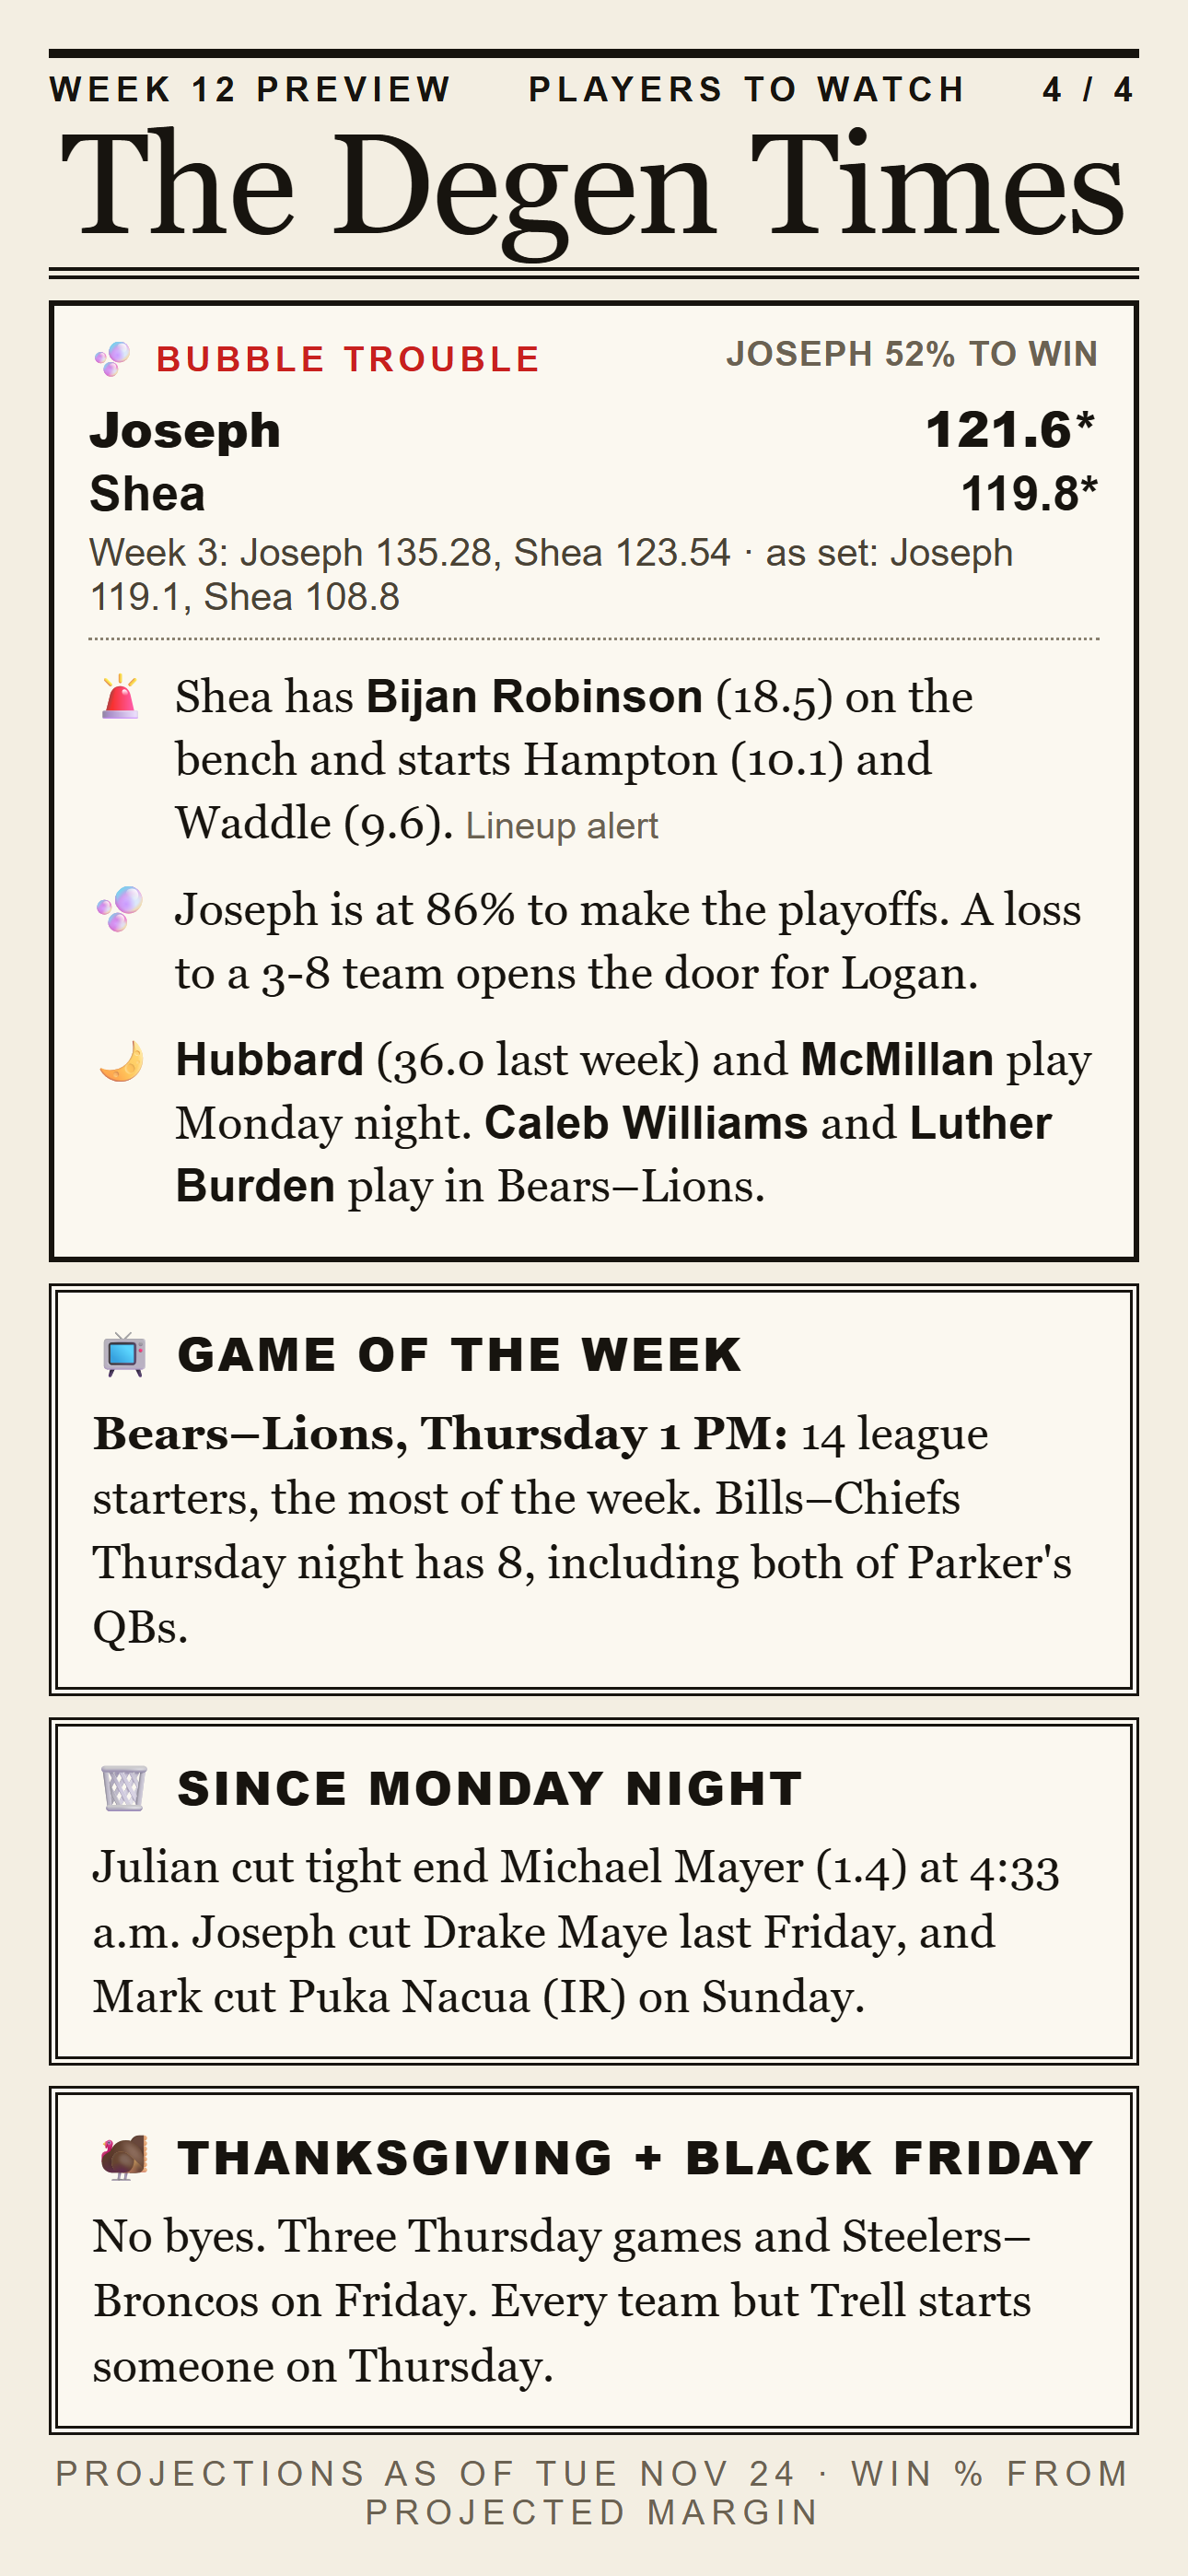 WEEK 12 PREVIEW PLAYERS TO WATCH 4 / 4
The Degen Times
BUBBLE TROUBLE JOSEPH 52% TO WIN
Joseph 121.6*
Shea 119.8*
Week 3: Joseph 135.28, Shea 123.54 · as set: Joseph
119.1, Shea 108.8
Shea has Bijan Robinson (18.5) on the
bench and starts Hampton (10.1) and
Waddle (9.6). Lineup alert
Joseph is at 86% to make the playoffs. A loss
to a 3-8 team opens the door for Logan.
Hubbard (36.0 last week) and McMillan play
Monday night. Caleb Williams and Luther
Burden play in Bears–Lions.
GAME OF THE WEEK
Bears–Lions, Thursday 1 PM: 14 league
starters, the most of the week. Bills–Chiefs
Thursday night has 8, including both of Parker's
QBs.
SINCE MONDAY NIGHT
Julian cut tight end Michael Mayer (1.4) at 4:33
a.m. Joseph cut Drake Maye last Friday, and
Mark cut Puka Nacua (IR) on Sunday.
THANKSGIVING + BLACK FRIDAY
No byes. Three Thursday games and Steelers–
Broncos on Friday. Every team but Trell starts
someone on Thursday.
PROJECTIONS AS OF TUE NOV 24 · WIN % FROM
PROJECTED MARGIN